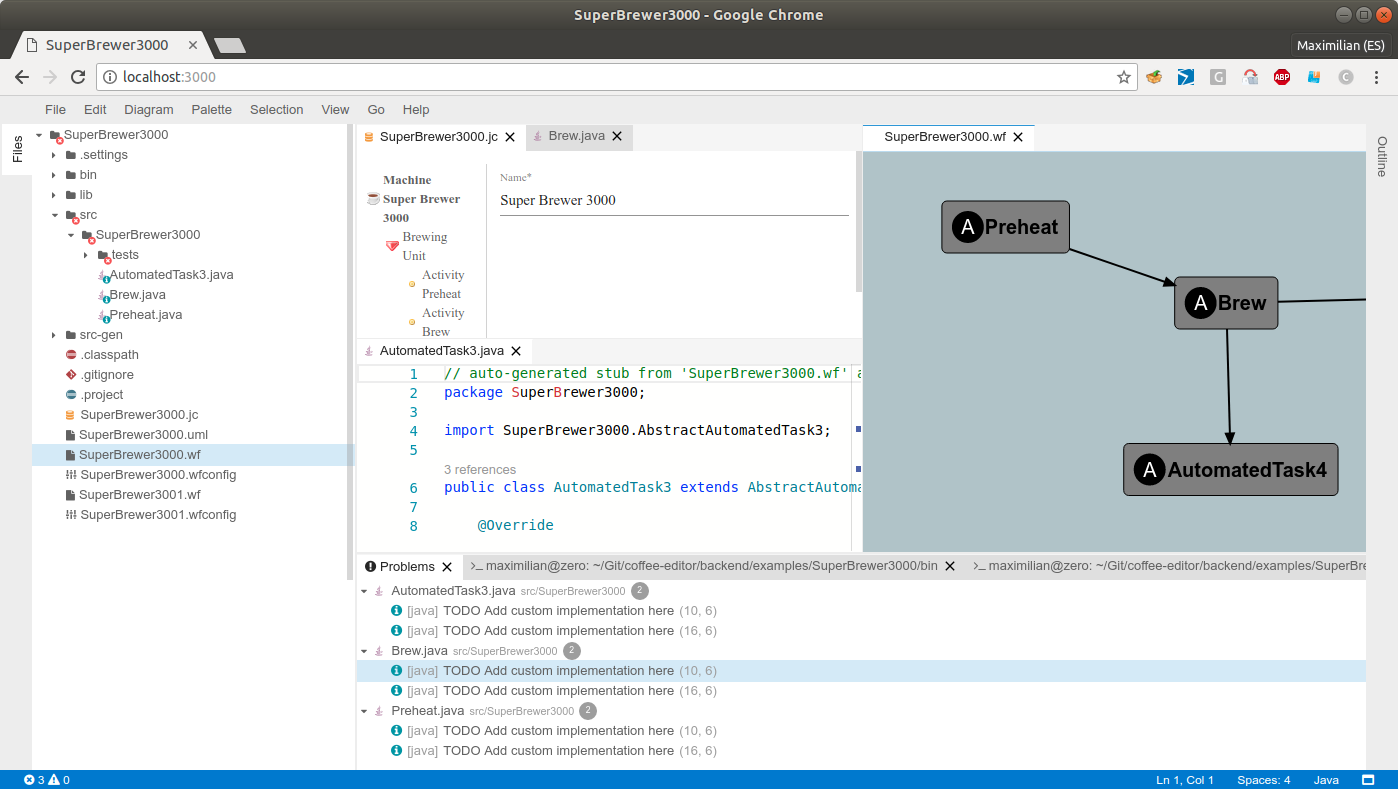 SuperBrewer3000 - Google Chrome
SuperBrewer3000
Maximilian (ES)
localhost:3000
G
ABP
C
File Edit Diagram Palette Selection View Go Help
Files
SuperBrewer3000
.settings
bin
lib
src
SuperBrewer3000
tests
AutomatedTask3.java
Brew.java
Preheat.java
src-gen
.classpath
.gitignore
.project
SuperBrewer3000.jc
SuperBrewer3000.uml
SuperBrewer3000.wf
SuperBrewer3000.wfconfig
SuperBrewer3001.wf
SuperBrewer3001.wfconfig
SuperBrewer3000.jc
Brew.java
Machine
Super Brewer
3000
Brewing
Unit
Activity
Preheat
Activity
Brew
Name*
Super Brewer 3000
AutomatedTask3.java
1 // auto-generated stub from 'SuperBrewer3000.wf' a
2 package SuperBrewer3000;
3
4 import SuperBrewer3000.AbstractAutomatedTask3;
5
3 references
6 public class AutomatedTask3 extends AbstractAutoma
7
8 @Override
SuperBrewer3000.wf
A Preheat
A Brew
A AutomatedTask4
Outline
Problems
>_ maximilian@zero: ~/Git/coffee-editor/backend/examples/SuperBrewer3000/bin
>_ maximilian@zero: ~/Git/coffee-editor/backend/examples/SuperBre
AutomatedTask3.java src/SuperBrewer3000 2
[java] TODO Add custom implementation here (10, 6)
[java] TODO Add custom implementation here (16, 6)
Brew.java src/SuperBrewer3000 2
[java] TODO Add custom implementation here (10, 6)
[java] TODO Add custom implementation here (16, 6)
Preheat.java src/SuperBrewer3000 2
[java] TODO Add custom implementation here (10, 6)
[java] TODO Add custom implementation here (16, 6)
3 0
Ln 1, Col 1 Spaces: 4 Java